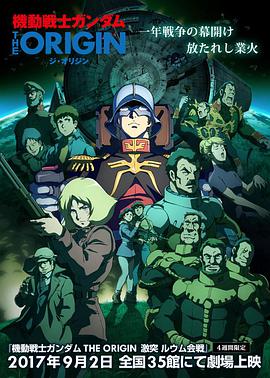 機動戦士ガンダム
THE ORIGIN
ジ・オリジン
一年戦争の幕開け
放たれし業火
『機動戦士ガンダム THE ORIGIN 激突 ルウム会戦』 4週間限定
2017年9月2日 全国35館にて劇場上映